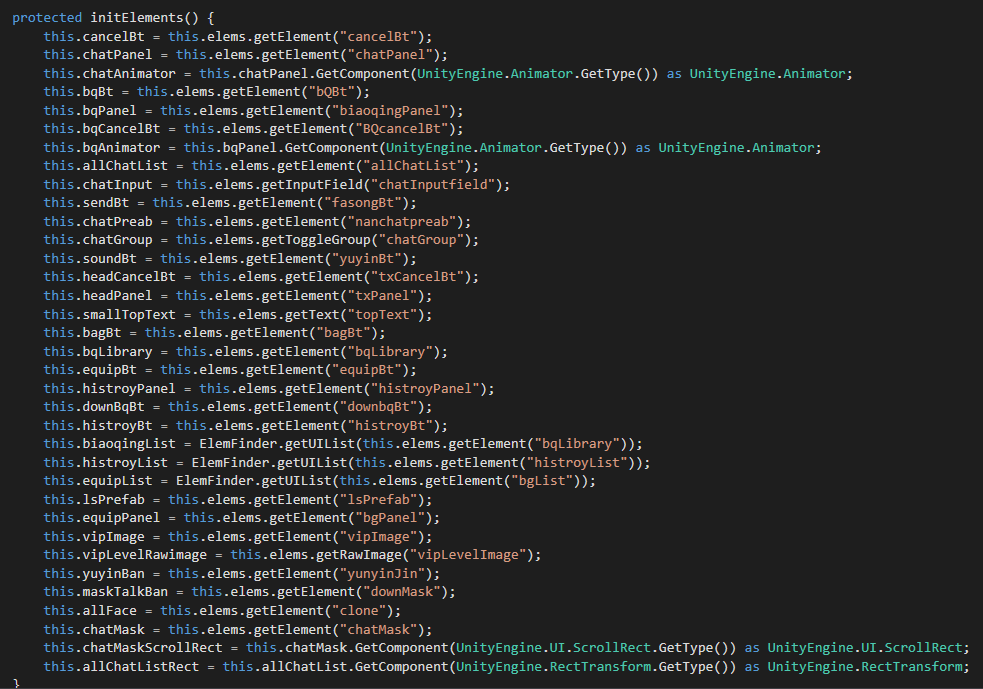 protected initElements() {
this.cancelBt = this.elems.getElement("cancelBt");
this.chatPanel = this.elems.getElement("chatPanel");
this.chatAnimator = this.chatPanel.GetComponent(UnityEngine.Animator.GetType()) as UnityEngine.Animator;
this.bqBt = this.elems.getElement("bQBt");
this.bqPanel = this.elems.getElement("biaoqingPanel");
this.bqCancelBt = this.elems.getElement("BQcancelBt");
this.bqAnimator = this.bqPanel.GetComponent(UnityEngine.Animator.GetType()) as UnityEngine.Animator;
this.allChatList = this.elems.getElement("allChatList");
this.chatInput = this.elems.getInputField("chatInputfield");
this.sendBt = this.elems.getElement("fasongBt");
this.chatPreab = this.elems.getElement("nanchatpreab");
this.chatGroup = this.elems.getToggleGroup("chatGroup");
this.soundBt = this.elems.getElement("yuyinBt");
this.headCancelBt = this.elems.getElement("txCancelBt");
this.headPanel = this.elems.getElement("txPanel");
this.smallTopText = this.elems.getText("topText");
this.bagBt = this.elems.getElement("bagBt");
this.bqLibrary = this.elems.getElement("bqLibrary");
this.equipBt = this.elems.getElement("equipBt");
this.histroyPanel = this.elems.getElement("histroyPanel");
this.downBqBt = this.elems.getElement("downbqBt");
this.histroyBt = this.elems.getElement("histroyBt");
this.biaoqingList = ElemFinder.getUIList(this.elems.getElement("bqLibrary"));
this.histroyList = ElemFinder.getUIList(this.elems.getElement("histroyList"));
this.equipList = ElemFinder.getUIList(this.elems.getElement("bgList"));
this.lsPrefab = this.elems.getElement("lsPrefab");
this.equipPanel = this.elems.getElement("bgPanel");
this.vipImage = this.elems.getElement("vipImage");
this.vipLevelRawimage = this.elems.getRawImage("vipLevelImage");
this.yuyinBan = this.elems.getElement("yunyinJin");
this.maskTalkBan = this.elems.getElement("downMask");
this.allFace = this.elems.getElement("clone");
this.chatMask = this.elems.getElement("chatMask");
this.chatMaskScrollRect = this.chatMask.GetComponent(UnityEngine.UI.ScrollRect.GetType()) as UnityEngine.UI.ScrollRect;
this.allChatListRect = this.allChatList.GetComponent(UnityEngine.RectTransform.GetType()) as UnityEngine.RectTransform;
}